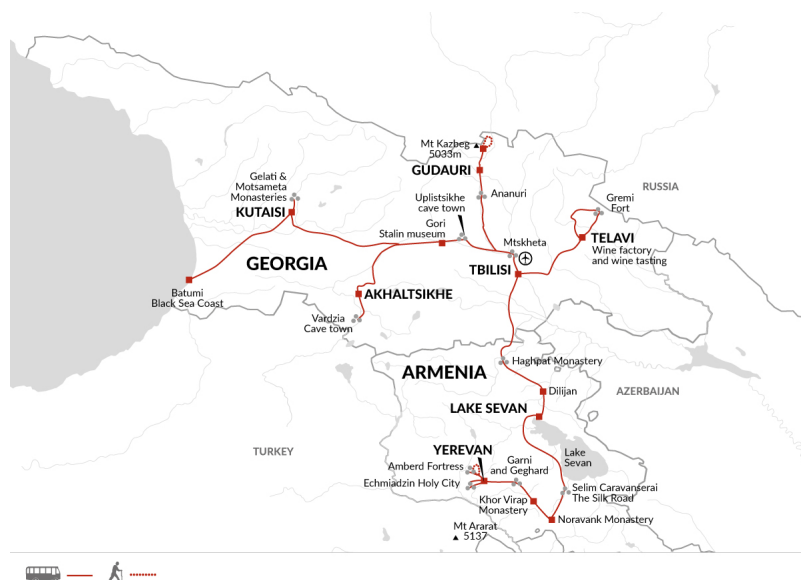 Mt Kazbeg
5033m
GUDAURI
Gelati &
Motsameta
Monasteries
KUTAISI
Uplistsikhe
cave town
Ananuri
Gremi
Fort
RUSSIA
Gori
Stalin museum
Mtskheta
TELAVI
Wine factory
and wine tasting
GEORGIA
TBILISI
Batumi
Black Sea Coast
AKHALTSIKHE
Vardzia
Cave town
Haghpat Monastery
ARMENIA
Dilijan
AZERBAIJAN
LAKE SEVAN
TURKEY
YEREVAN
Lake
Sevan
Amberd Fortress
Garni
and Geghard
Echmiadzin Holy City
Selim Caravanserai
The Silk Road
Khor Virap
Monastery
Noravank Monastery
Mt Ararat
5137